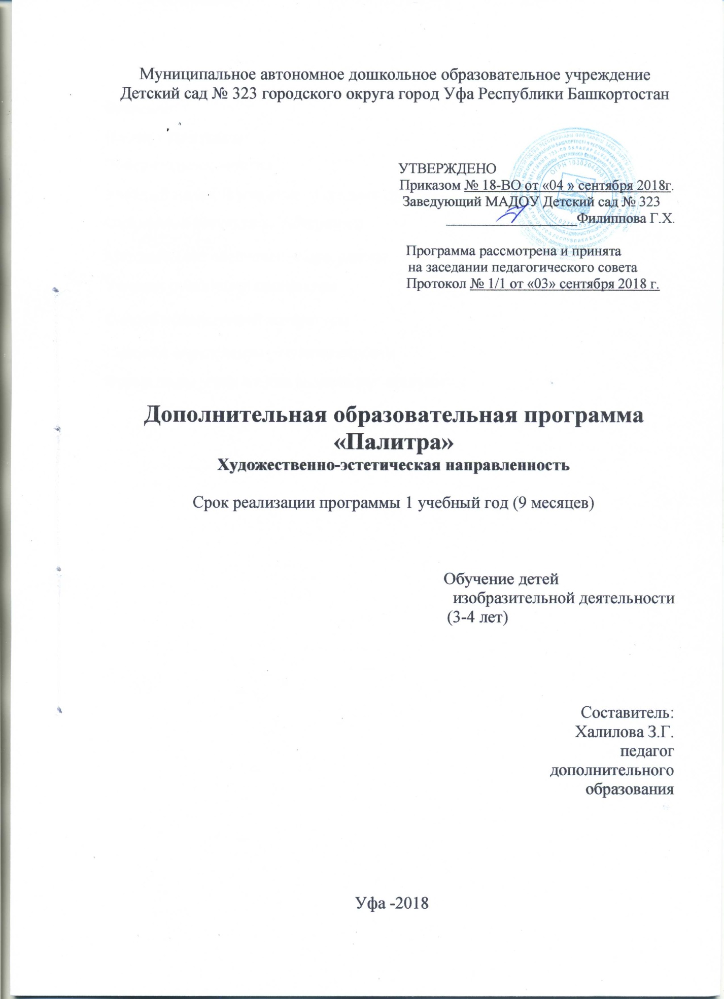 Муниципальное автономное дошкольное образовательное учреждение
Детский сад № 323 городского округа город Уфа Республики Башкортостан
УТВЕРЖДЕНО
Приказом № 18-ВО от «04 » сентября 2018г.
Заведующий МАДОУ Детский сад № 323
Филиппова Г.Х.
Программа рассмотрена и принята
на заседании педагогического совета
Протокол № 1/1 от «03» сентября 2018 г.
Дополнительная образовательная программа
«Палитра»
Художественно-эстетическая направленность
Срок реализации программы 1 учебный год (9 месяцев)
Обучение детей
изобразительной деятельности
(3-4 лет)
Составитель:
Халилова З.Г.
педагог
дополнительного
образования
Уфа -2018